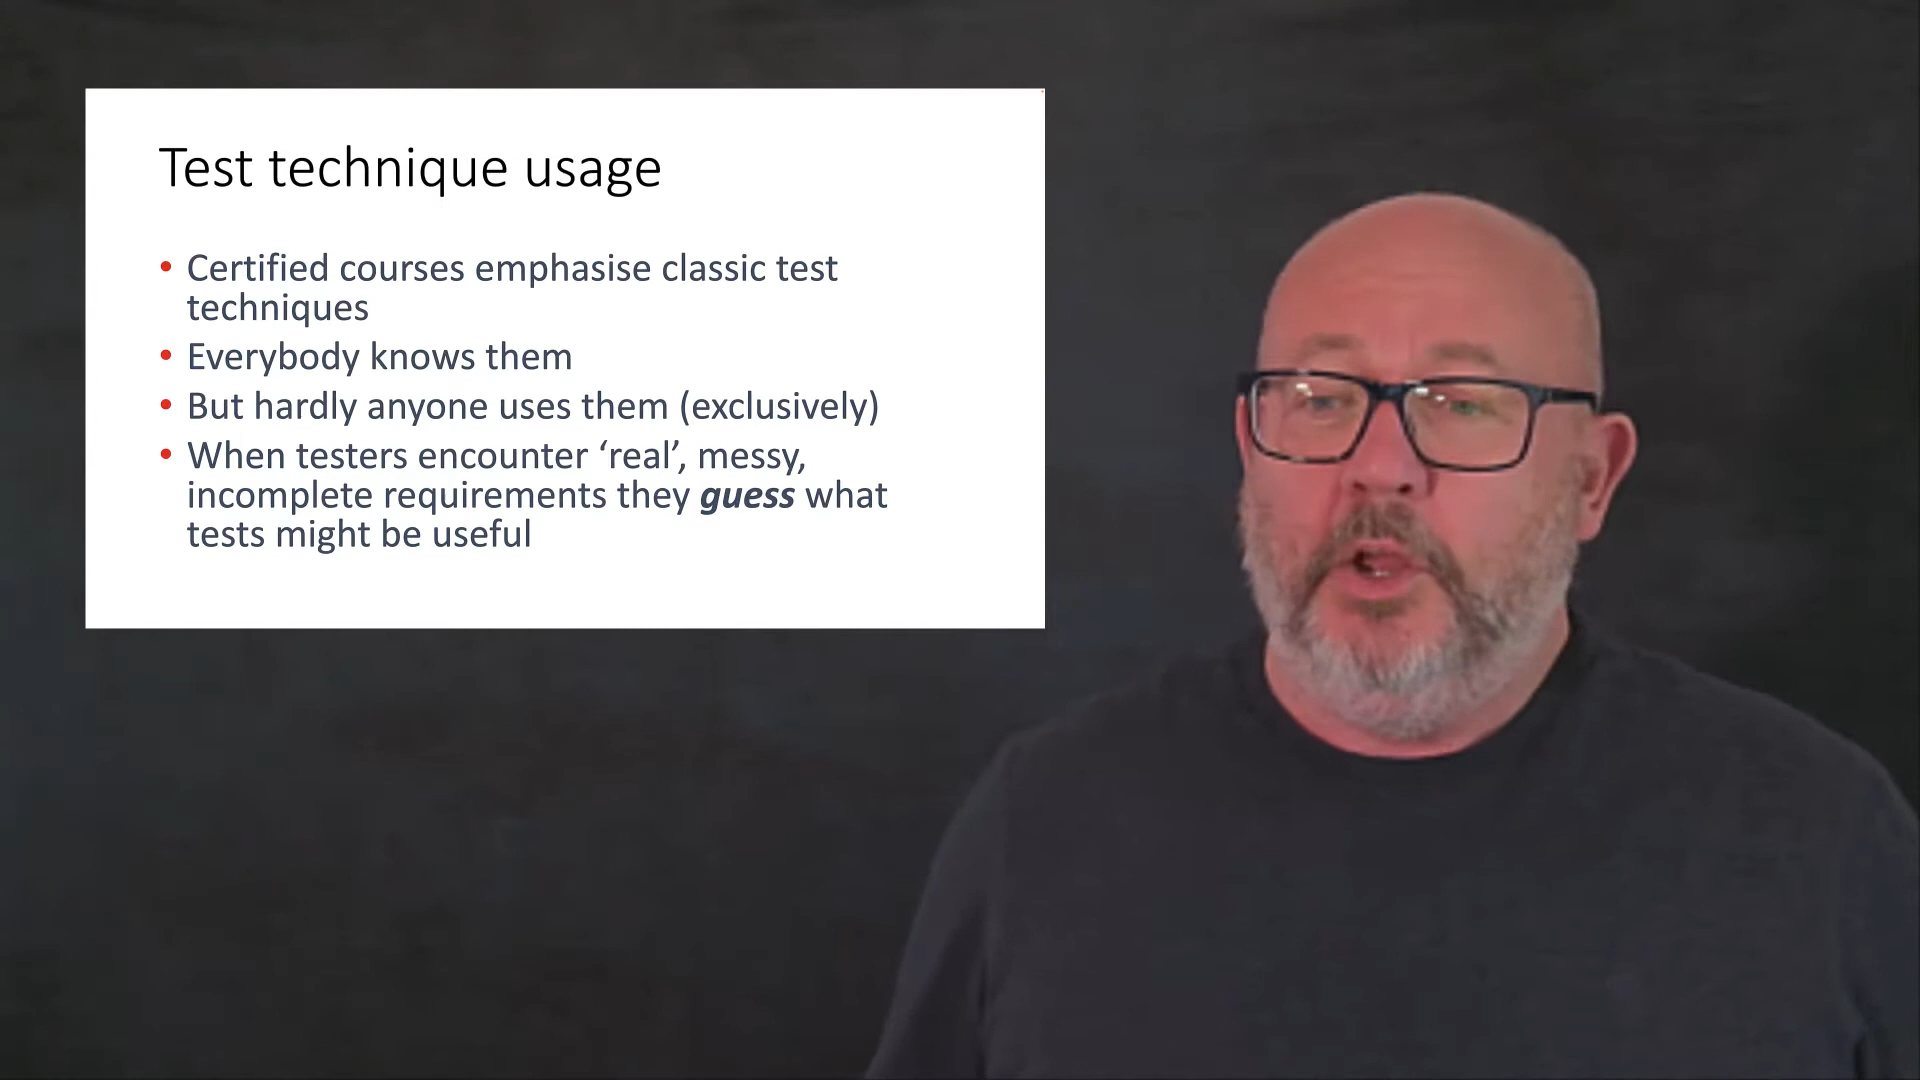 Test technique usage
• Certified courses emphasise classic test
techniques
• Everybody knows them
• But hardly anyone uses them (exclusively)
• When testers encounter ‘real’, messy,
incomplete requirements they guess what
tests might be useful